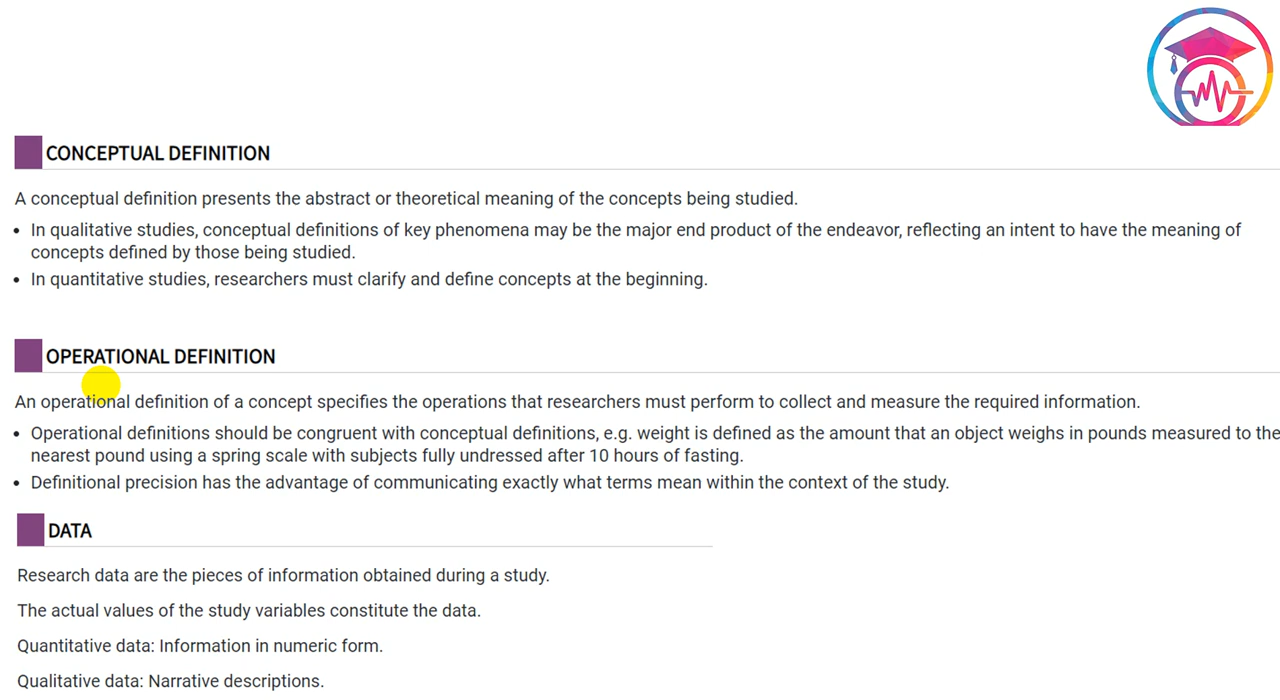 CONCEPTUAL DEFINITION
A conceptual definition presents the abstract or theoretical meaning of the concepts being studied.
• In qualitative studies, conceptual definitions of key phenomena may be the major end product of the endeavor, reflecting an intent to have the meaning of
concepts defined by those being studied.
• In quantitative studies, researchers must clarify and define concepts at the beginning.
OPERATIONAL DEFINITION
An operational definition of a concept specifies the operations that researchers must perform to collect and measure the required information.
• Operational definitions should be congruent with conceptual definitions, e.g. weight is defined as the amount that an object weighs in pounds measured to the
nearest pound using a spring scale with subjects fully undressed after 10 hours of fasting.
• Definitional precision has the advantage of communicating exactly what terms mean within the context of the study.
DATA
Research data are the pieces of information obtained during a study.
The actual values of the study variables constitute the data.
Quantitative data: Information in numeric form.
Qualitative data: Narrative descriptions.